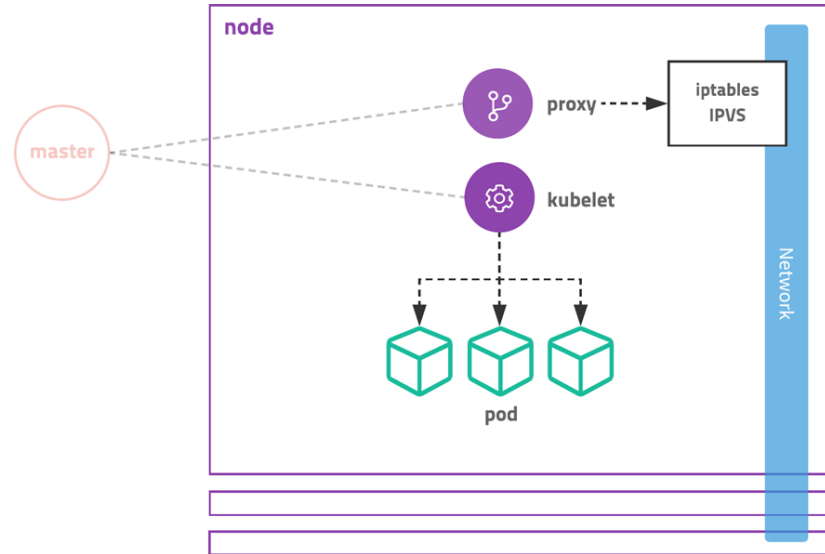 node
master
proxy
iptables
IPVS
kubelet
Network
pod